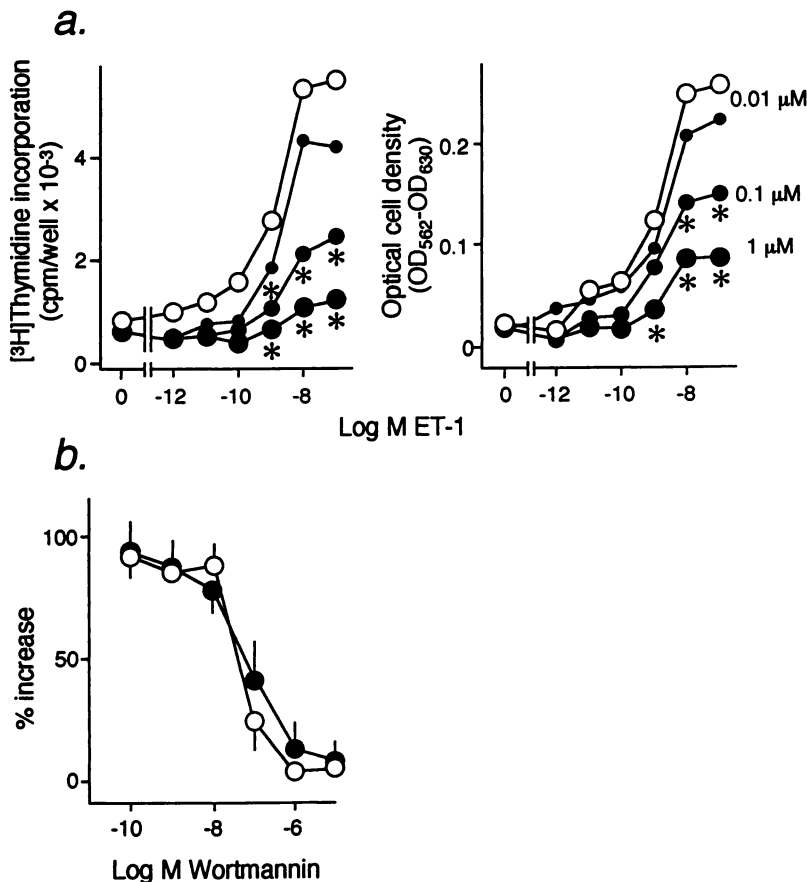 a.
[³H]Thymidine incorporation
(cpm/well x 10⁻³)
4
2
0
0 -12 -10 -8
* * *
* * *
Optical cell density
(OD₅₆₂-OD₆₃₀)
0.2
0.1
0
0 -12 -10 -8
0.01 µM
0.1 µM
1 µM
* *
* * *
Log M ET-1
b.
% increase
100
50
0
-10 -8 -6
Log M Wortmannin